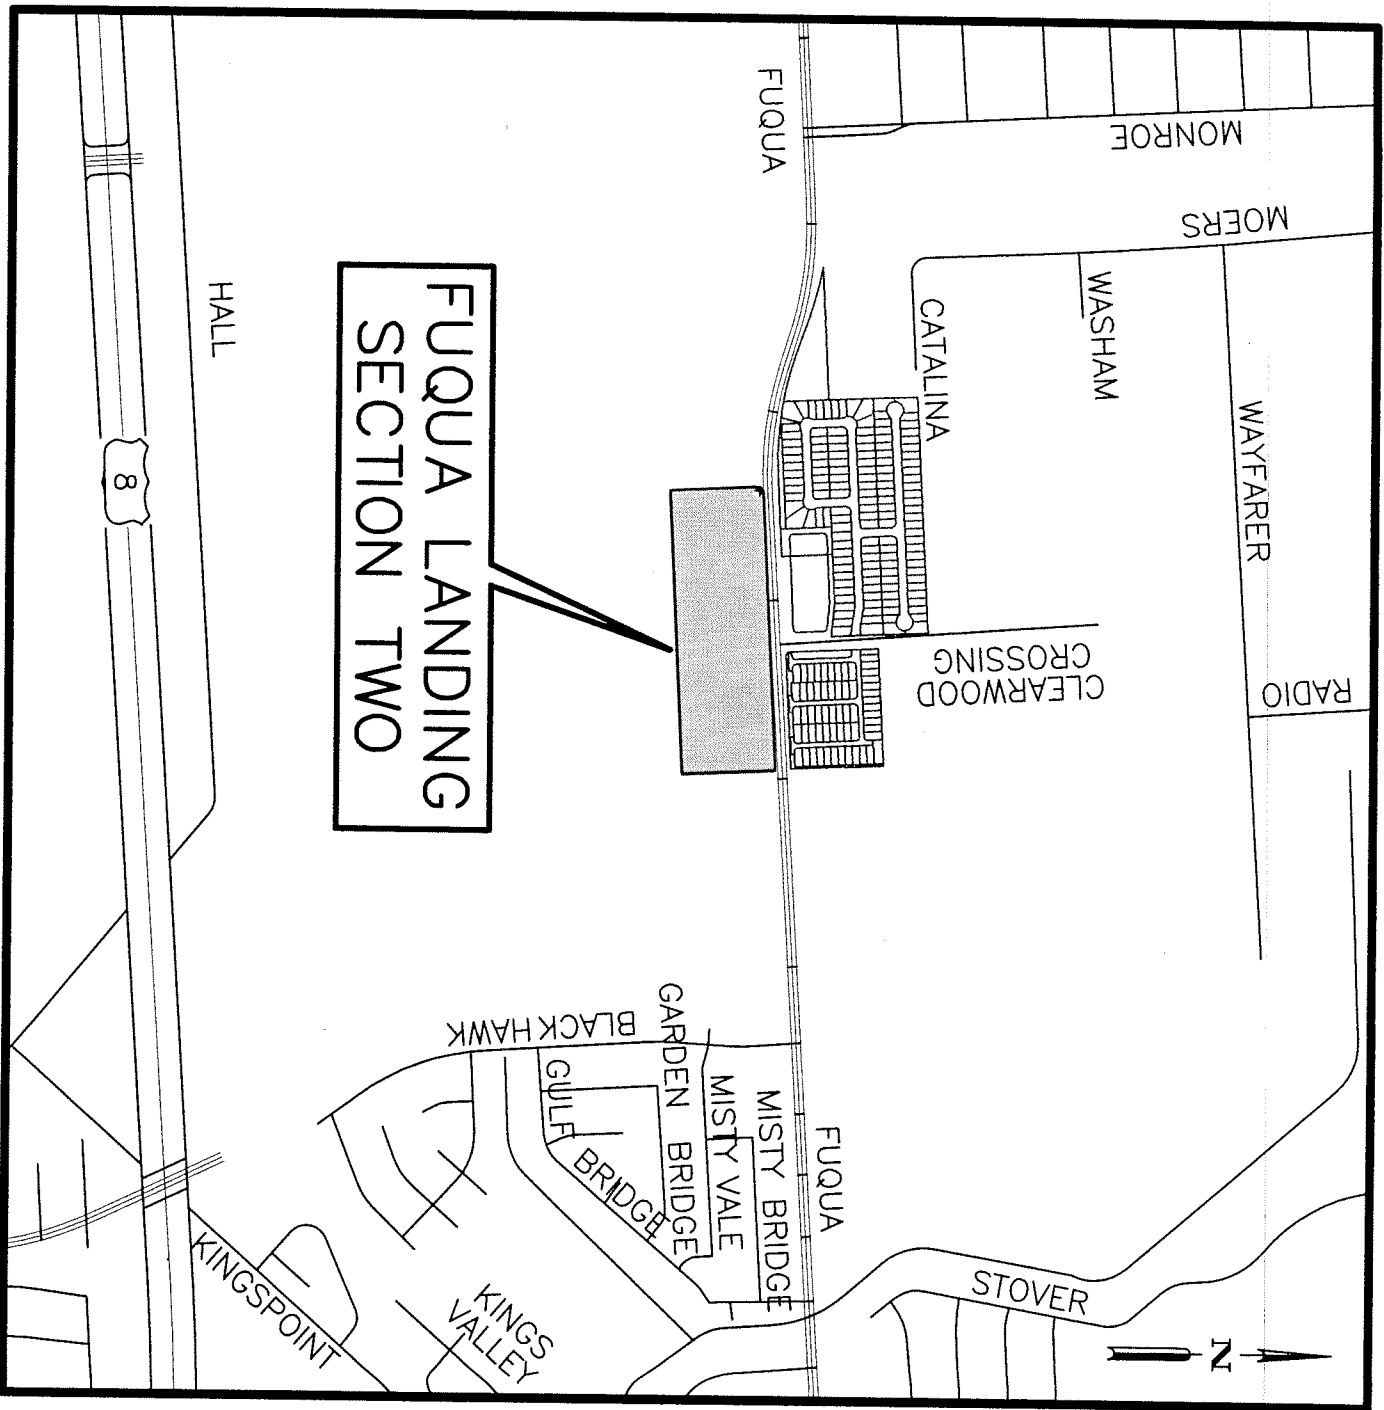 MONROE
MOERS
FUQUA
WASHAM
CATALINA
WAYFARER
HALL
8
FUQUA LANDING
SECTION TWO
CLEARWOOD
CROSSING
RADIO
BLACKHAWK
GARDEN BRIDGE
GULF BRIDGE
MISTY VALE
MISTY BRIDGE
FUQUA
STOVER
KINGSPOINT
KINGS
VALLEY
N